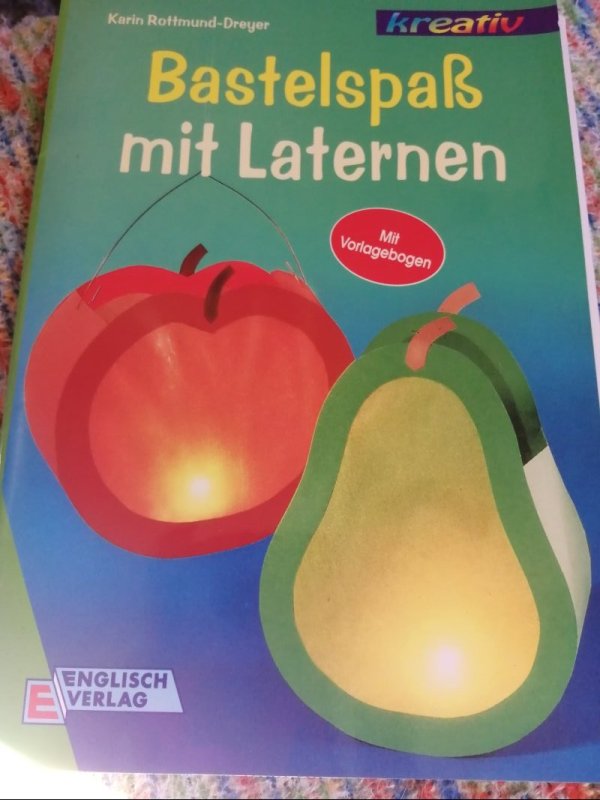 Karin Rottmund-Dreyer
kreativ
Bastelspaß
mit Laternen
Mit
Vorlagebogen
E ENGLISCH
VERLAG